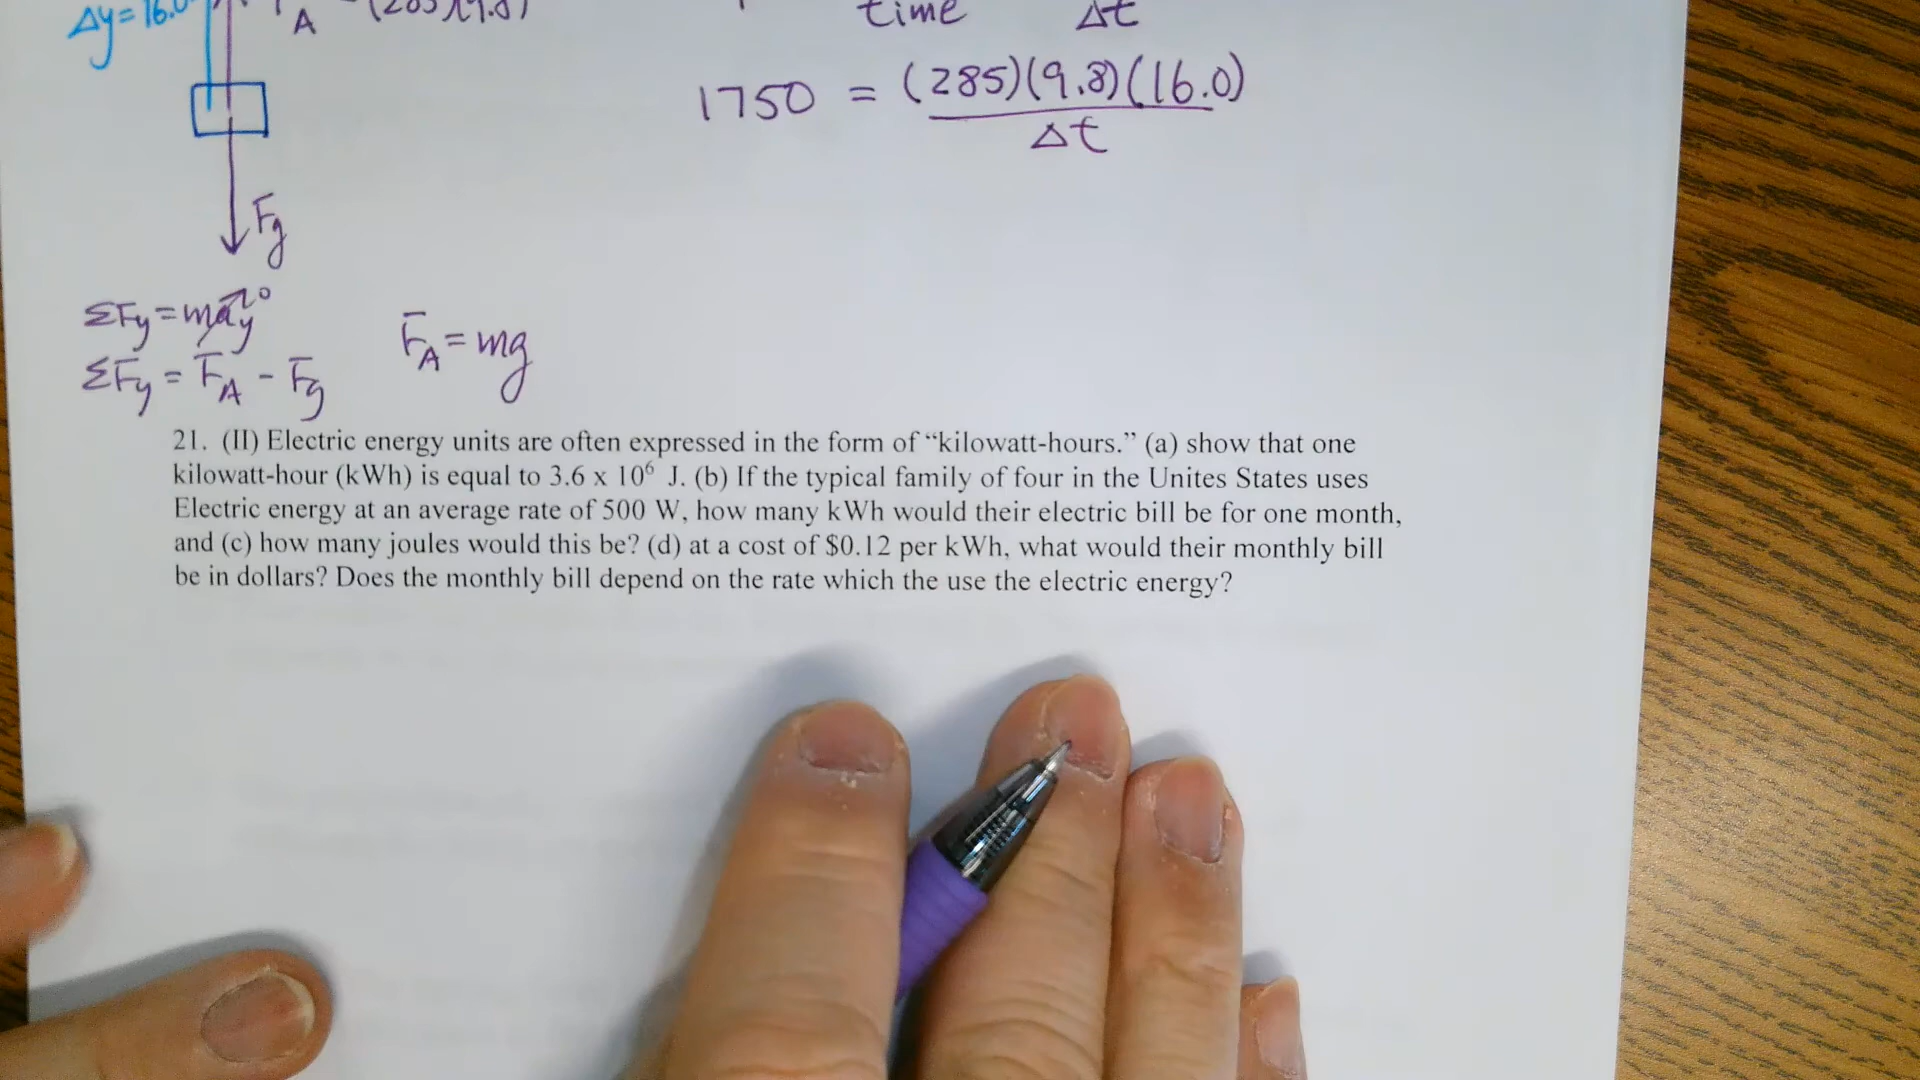 Δy=16.0 A (285)(9.8)
time Δt
1750 = (285)(9.8)(16.0)
Δt
Fg
ΣFy=may⁰
FA=mg
ΣFy = FA - Fg
21. (II) Electric energy units are often expressed in the form of “kilowatt-hours.” (a) show that one
kilowatt-hour (kWh) is equal to 3.6 x 10⁶ J. (b) If the typical family of four in the Unites States uses
Electric energy at an average rate of 500 W, how many kWh would their electric bill be for one month,
and (c) how many joules would this be? (d) at a cost of $0.12 per kWh, what would their monthly bill
be in dollars? Does the monthly bill depend on the rate which the use the electric energy?